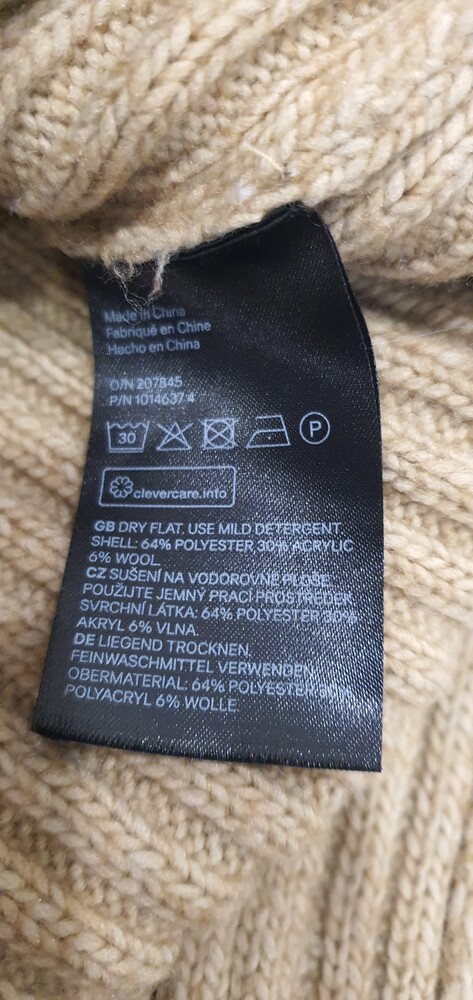 Made in China
Fabriqué en Chine
Hecho en China
O/N 207845
P/N 1014637 4
30
P
clevercare.info
GB DRY FLAT. USE MILD DETERGENT.
SHELL: 64% POLYESTER 30% ACRYLIC
6% WOOL.
CZ SUŠENÍ NA VODOROVNÉ PLOŠE.
POUŽIJTE JEMNÝ PRACÍ PROSTŘEDEK.
SVRCHNÍ LÁTKA: 64% POLYESTER 30%
AKRYL 6% VLNA.
DE LIEGEND TROCKNEN.
FEINWASCHMITTEL VERWENDEN.
OBERMATERIAL: 64% POLYESTER
POLYACRYL 6% WOLLE.